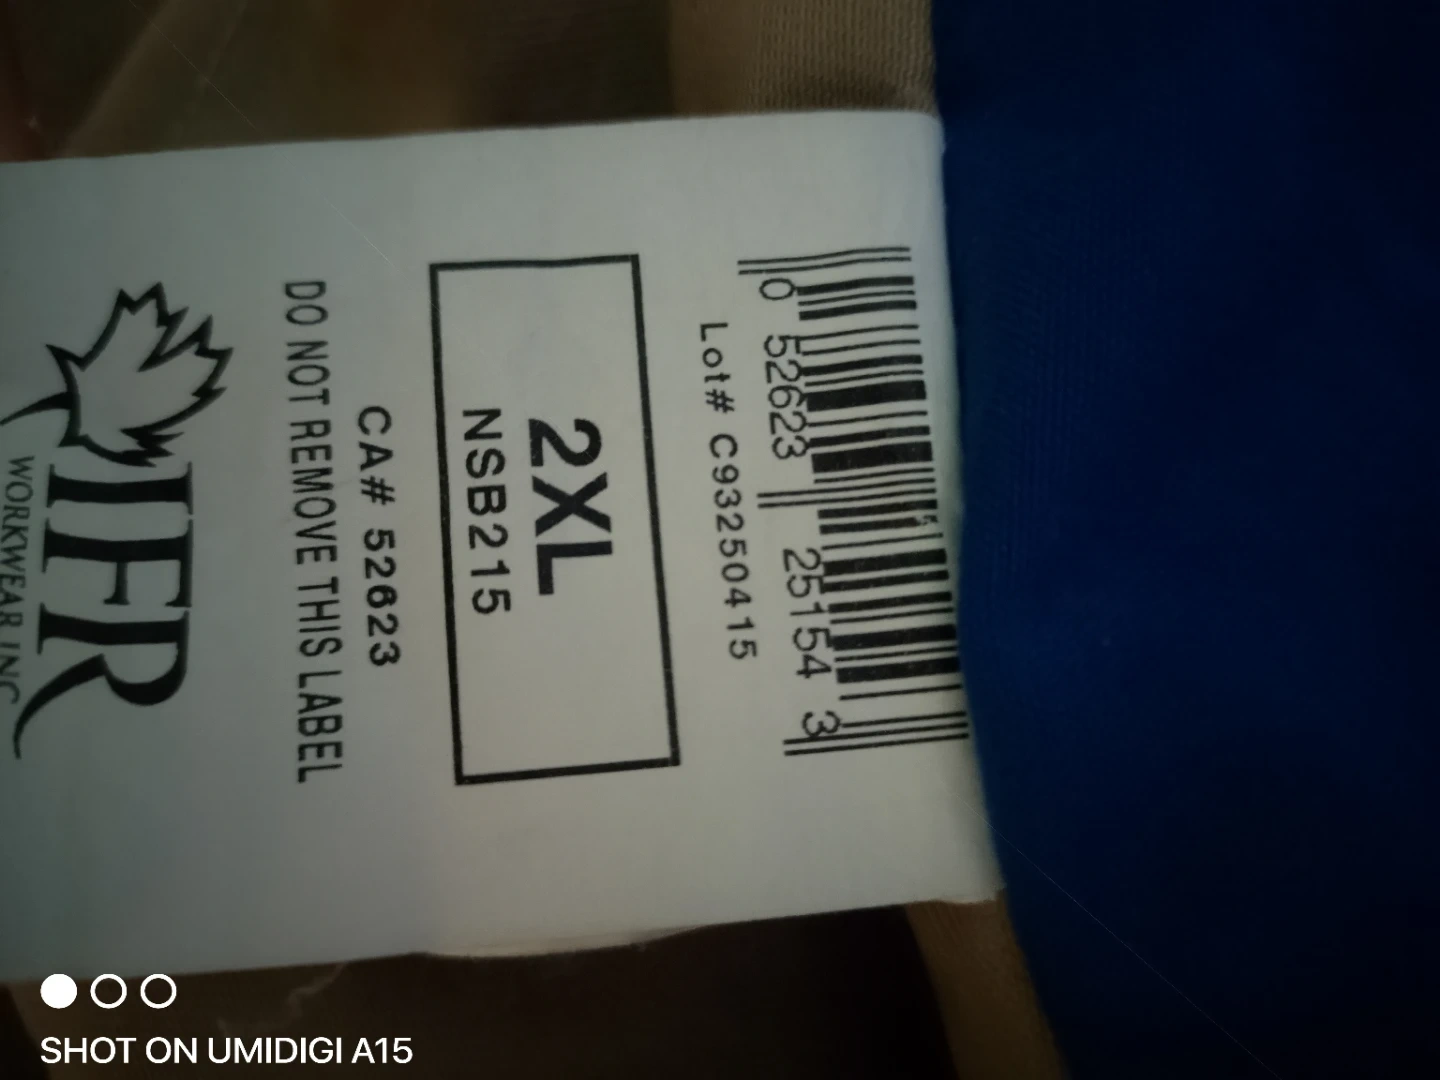 0 52623 25154 3
Lot# C93250415
2XL
NSB215
CA# 52623
DO NOT REMOVE THIS LABEL
IFR
WORKWEAR INC
SHOT ON UMIDIGI A15